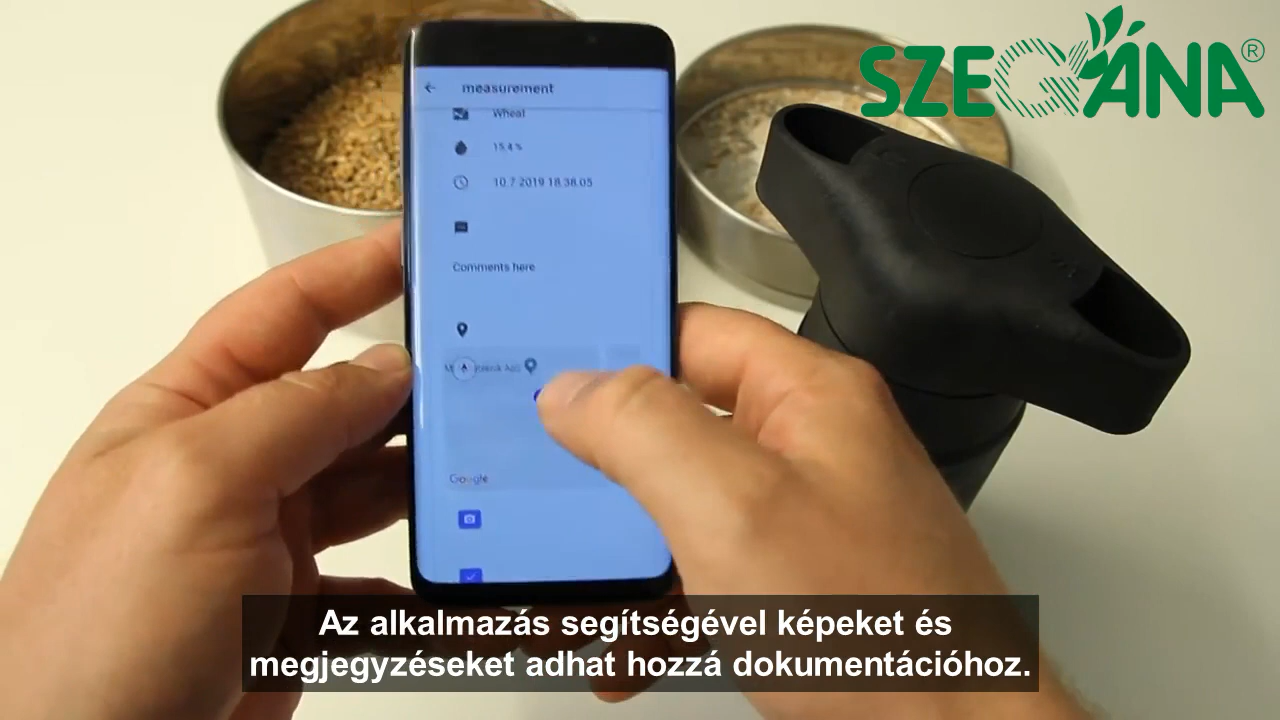 SZEGÁNA®
measurement
Wheat
15.4 %
10.7.2019 18.38.05
Comments here
Google
Az alkalmazás segítségével képeket és
megjegyzéseket adhat hozzá dokumentációhoz.